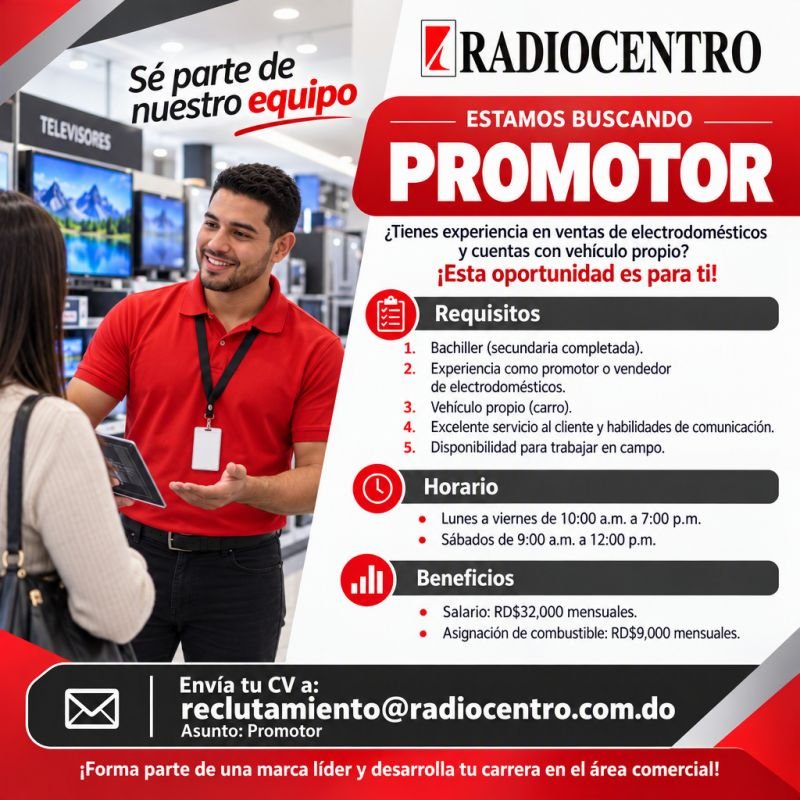 Sé parte de
nuestro equipo
TELEVISORES
RADIOCENTRO
ESTAMOS BUSCANDO
PROMOTOR
¿Tienes experiencia en ventas de electrodomésticos
y cuentas con vehículo propio?
¡Esta oportunidad es para ti!
Requisitos
1. Bachiller (secundaria completada).
2. Experiencia como promotor o vendedor
de electrodomésticos.
3. Vehículo propio (carro).
4. Excelente servicio al cliente y habilidades de comunicación.
5. Disponibilidad para trabajar en campo.
Horario
• Lunes a viernes de 10:00 a.m. a 7:00 p.m.
• Sábados de 9:00 a.m. a 12:00 p.m.
Beneficios
• Salario: RD$32,000 mensuales.
• Asignación de combustible: RD$9,000 mensuales.
Envía tu CV a:
reclutamiento@radiocentro.com.do
Asunto: Promotor
¡Forma parte de una marca líder y desarrolla tu carrera en el área comercial!